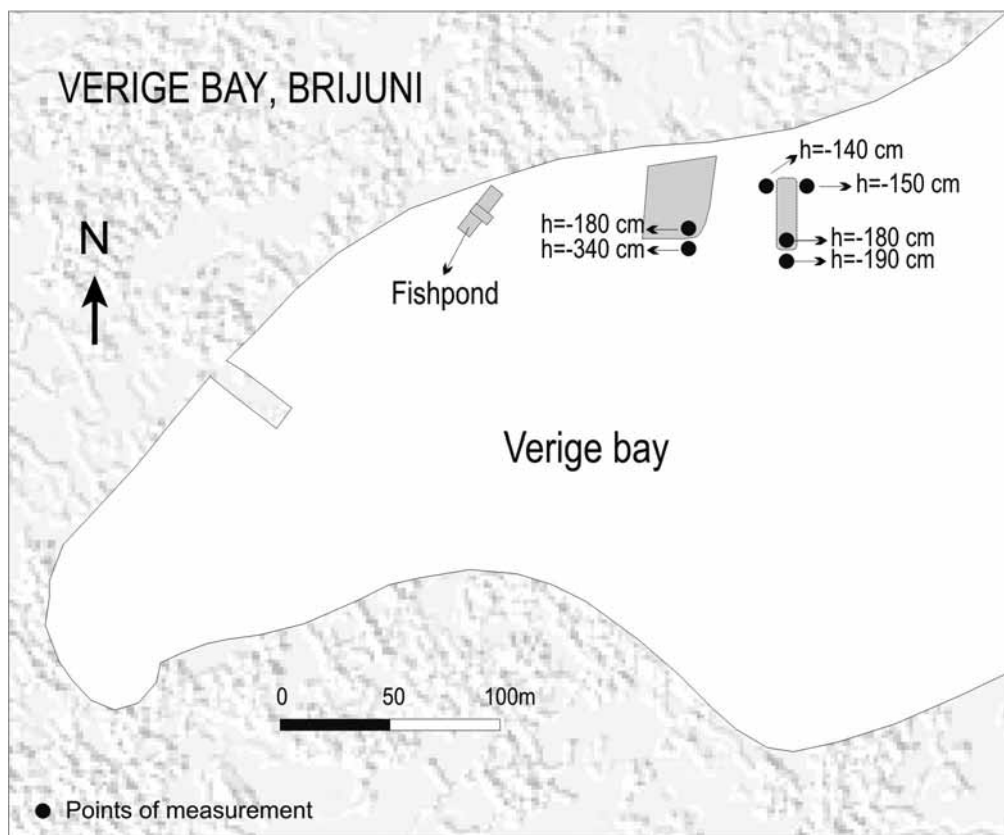 VERIGE BAY, BRIJUNI
h=-140 cm
h=-150 cm
N
h=-180 cm
h=-180 cm
h=-340 cm
h=-190 cm
Fishpond
Verige bay
0 50 100m
Points of measurement